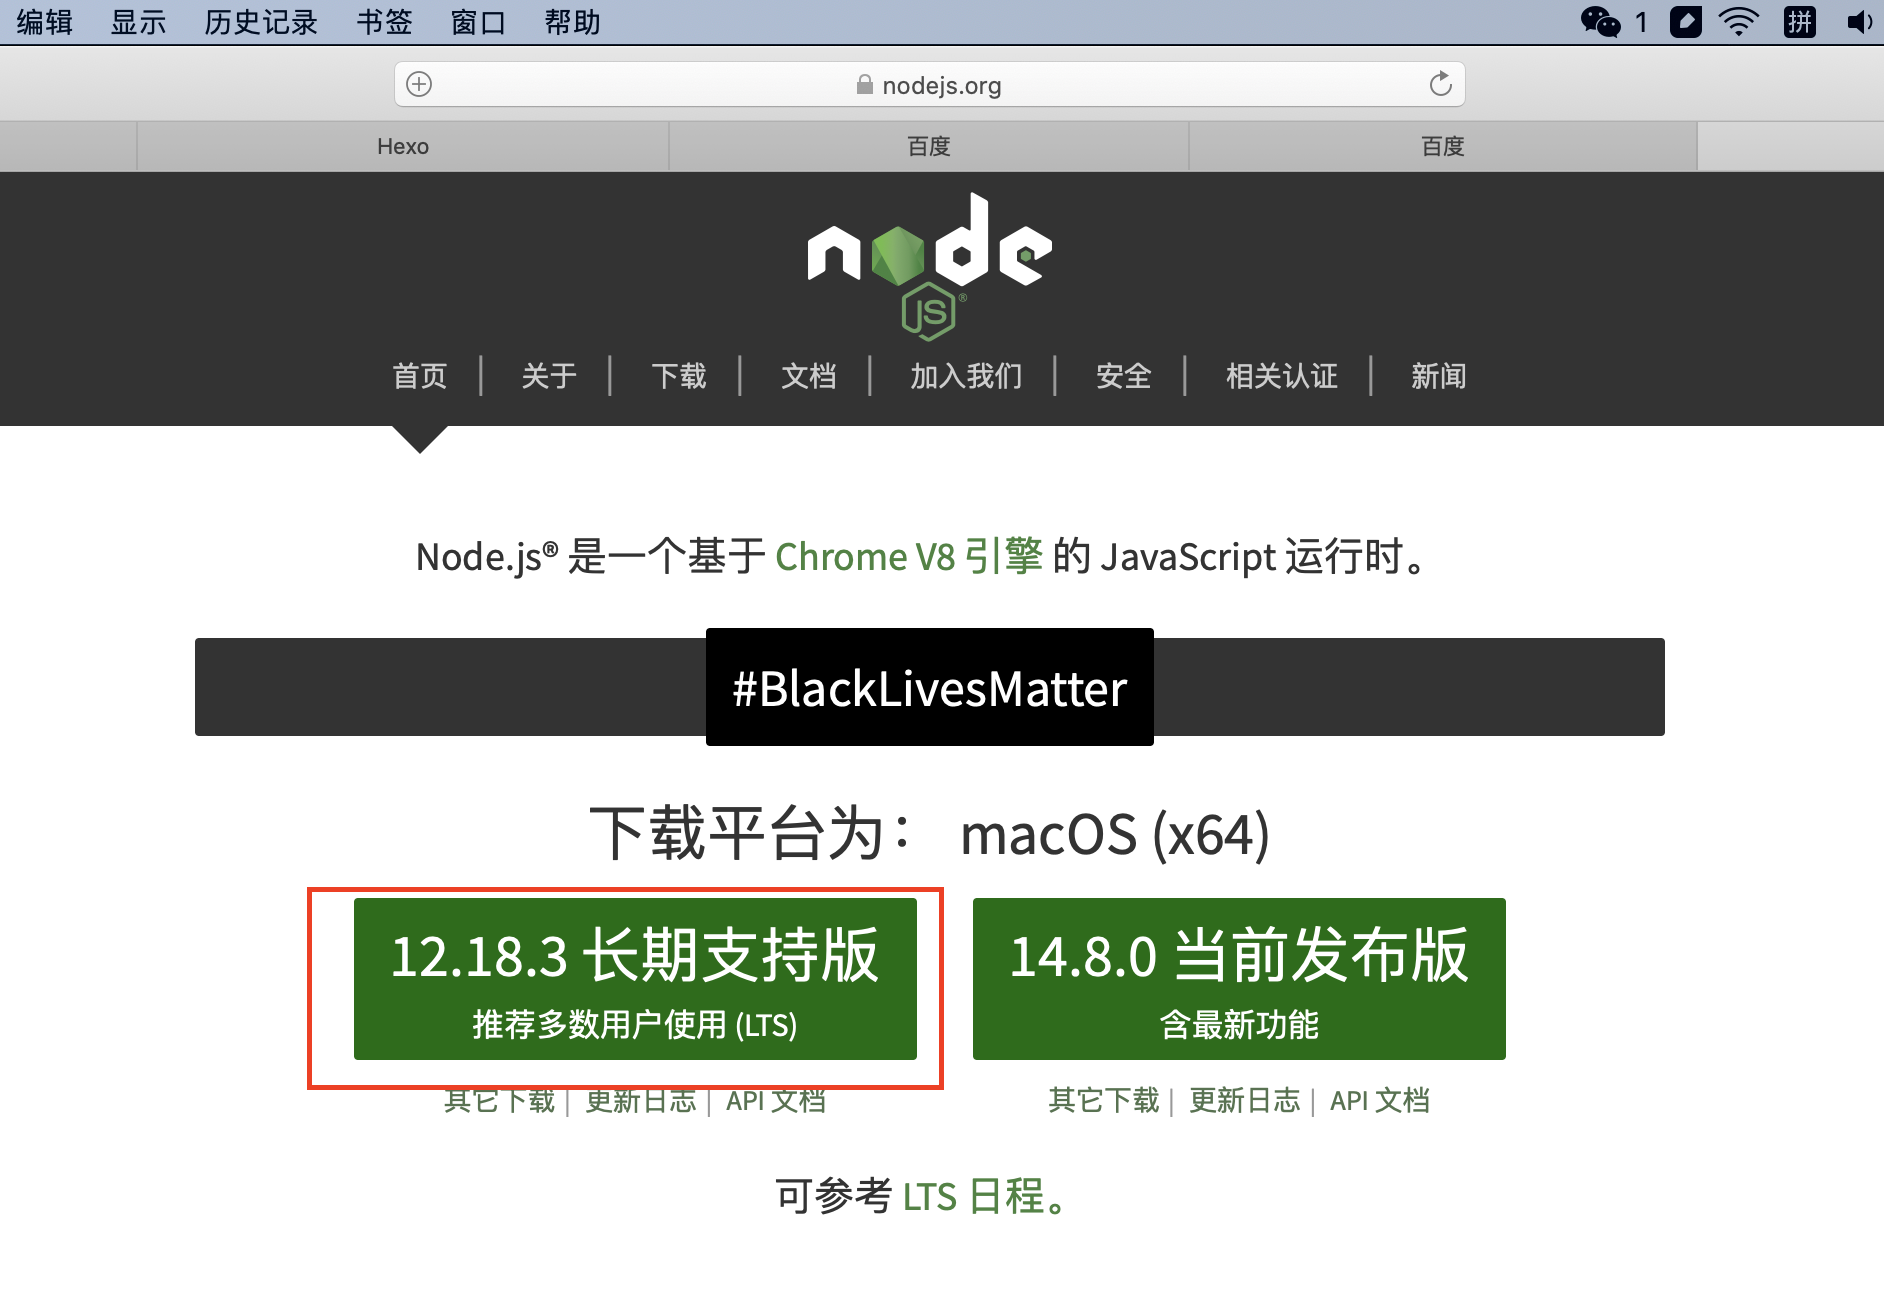 编辑 显示 历史记录 书签 窗口 帮助 1 拼
nodejs.org
Hexo 百度 百度
node
JS®
首页 | 关于 | 下载 | 文档 | 加入我们 | 安全 | 相关认证 | 新闻
Node.js® 是一个基于 Chrome V8 引擎 的 JavaScript 运行时。
#BlackLivesMatter
下载平台为： macOS (x64)
12.18.3 长期支持版
推荐多数用户使用 (LTS)
14.8.0 当前发布版
含最新功能
其它下载 | 更新日志 | API 文档
其它下载 | 更新日志 | API 文档
可参考 LTS 日程。